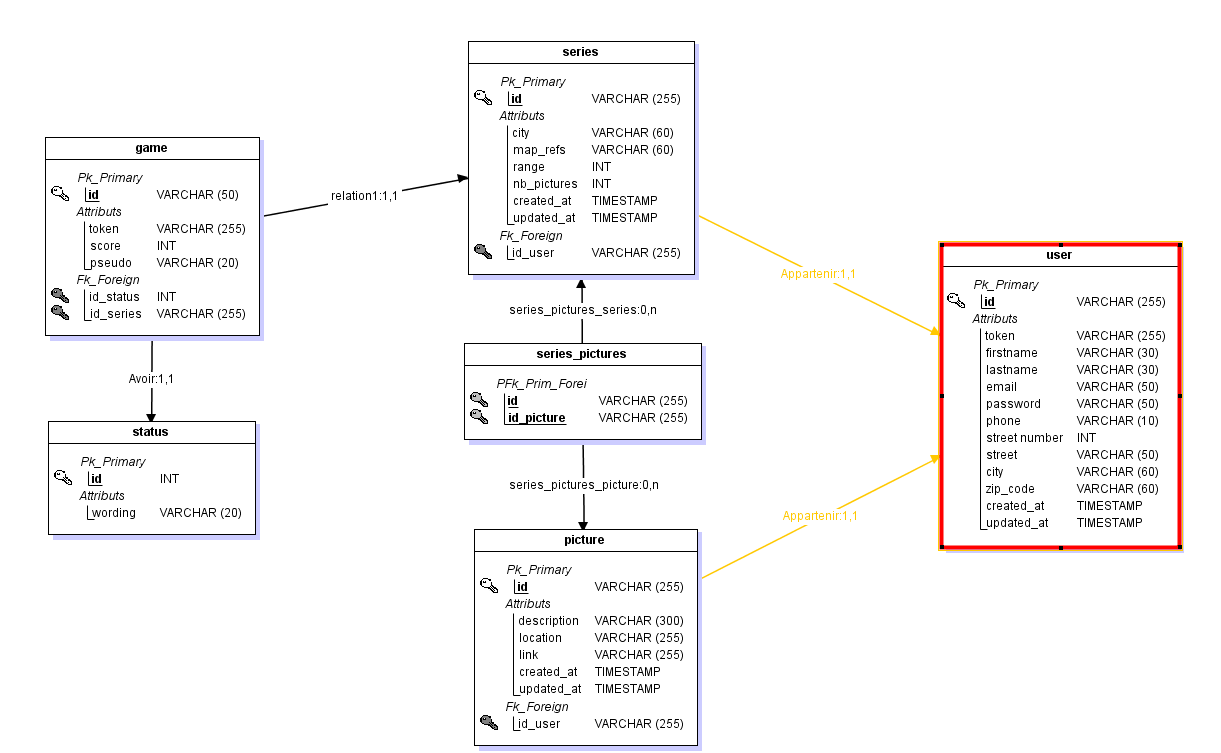 series
Pk_Primary
id VARCHAR (255)
Attributs
city VARCHAR (60)
map_refs VARCHAR (60)
range INT
nb_pictures INT
created_at TIMESTAMP
updated_at TIMESTAMP
Fk_Foreign
id_user VARCHAR (255)
game
Pk_Primary
id VARCHAR (50)
Attributs
token VARCHAR (255)
score INT
pseudo VARCHAR (20)
Fk_Foreign
id_status INT
id_series VARCHAR (255)
relation1:1,1
Appartenir:1,1
user
Pk_Primary
id VARCHAR (255)
Attributs
token VARCHAR (255)
firstname VARCHAR (30)
lastname VARCHAR (30)
email VARCHAR (50)
password VARCHAR (50)
phone VARCHAR (10)
street number INT
street VARCHAR (50)
city VARCHAR (60)
zip_code VARCHAR (60)
created_at TIMESTAMP
updated_at TIMESTAMP
series_pictures_series:0,n
series_pictures
PFk_Prim_Forei
id VARCHAR (255)
id_picture VARCHAR (255)
Avoir:1,1
status
Pk_Primary
id INT
Attributs
wording VARCHAR (20)
series_pictures_picture:0,n
Appartenir:1,1
picture
Pk_Primary
id VARCHAR (255)
Attributs
description VARCHAR (300)
location VARCHAR (255)
link VARCHAR (255)
created_at TIMESTAMP
updated_at TIMESTAMP
Fk_Foreign
id_user VARCHAR (255)